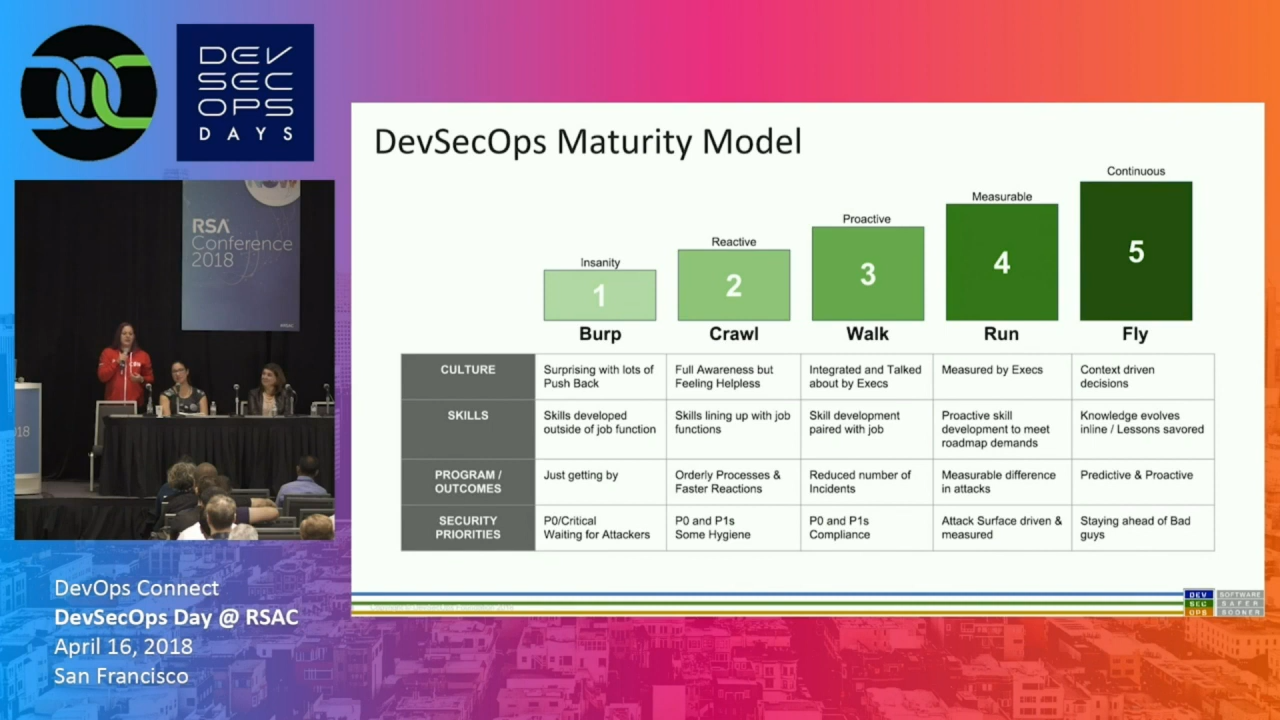 DEV
SEC
OPS
DAYS
RSA
Conference
2018
18
DevOps Connect
DevSecOps Day @ RSAC
April 16, 2018
San Francisco
DevSecOps Maturity Model
Insanity
Reactive
Proactive
Measurable
Continuous
1
2
3
4
5
Burp
Crawl
Walk
Run
Fly
CULTURE
Surprising with lots of
Push Back
Full Awareness but
Feeling Helpless
Integrated and Talked
about by Execs
Measured by Execs
Context driven
decisions
SKILLS
Skills developed
outside of job function
Skills lining up with job
functions
Skill development
paired with job
Proactive skill
development to meet
roadmap demands
Knowledge evolves
inline / Lessons savored
PROGRAM /
OUTCOMES
Just getting by
Orderly Processes &
Faster Reactions
Reduced number of
Incidents
Measurable difference
in attacks
Predictive & Proactive
SECURITY
PRIORITIES
P0/Critical
Waiting for Attackers
P0 and P1s
Some Hygiene
P0 and P1s
Compliance
Attack Surface driven &
measured
Staying ahead of Bad
guys
DEV
SEC
OPS
SOFTWARE
SAFER
SOONER